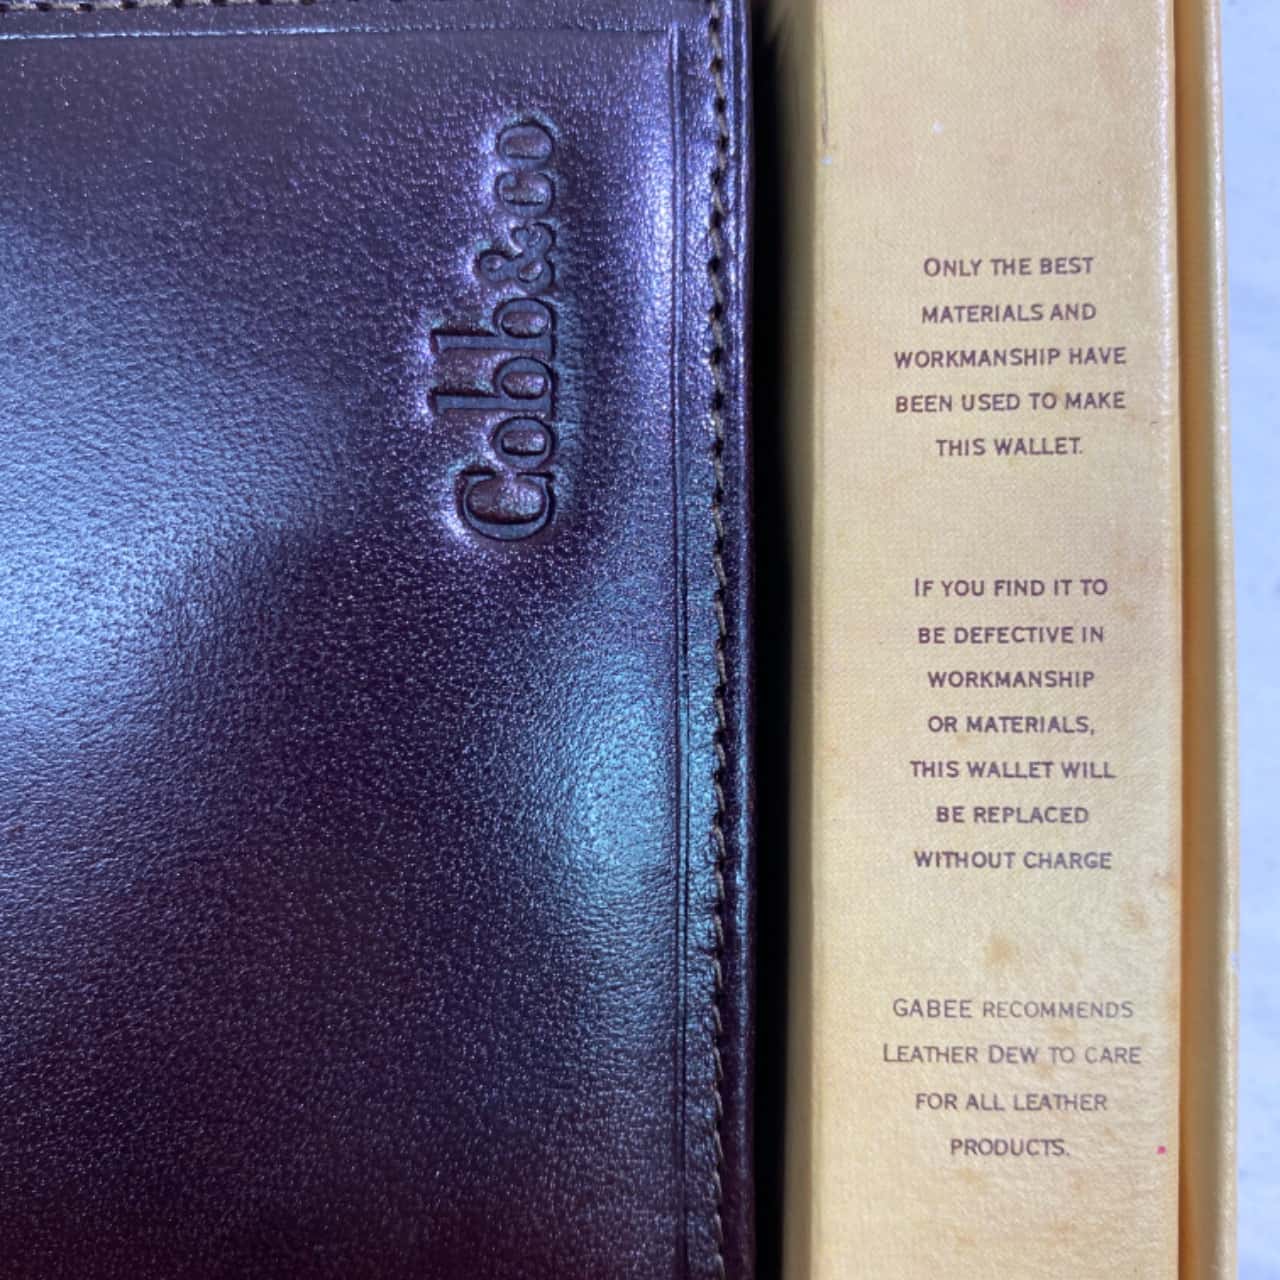 Cobb&co
ONLY THE BEST
MATERIALS AND
WORKMANSHIP HAVE
BEEN USED TO MAKE
THIS WALLET.
IF YOU FIND IT TO
BE DEFECTIVE IN
WORKMANSHIP
OR MATERIALS,
THIS WALLET WILL
BE REPLACED
WITHOUT CHARGE
GABEE RECOMMENDS
LEATHER DEW TO CARE
FOR ALL LEATHER
PRODUCTS.